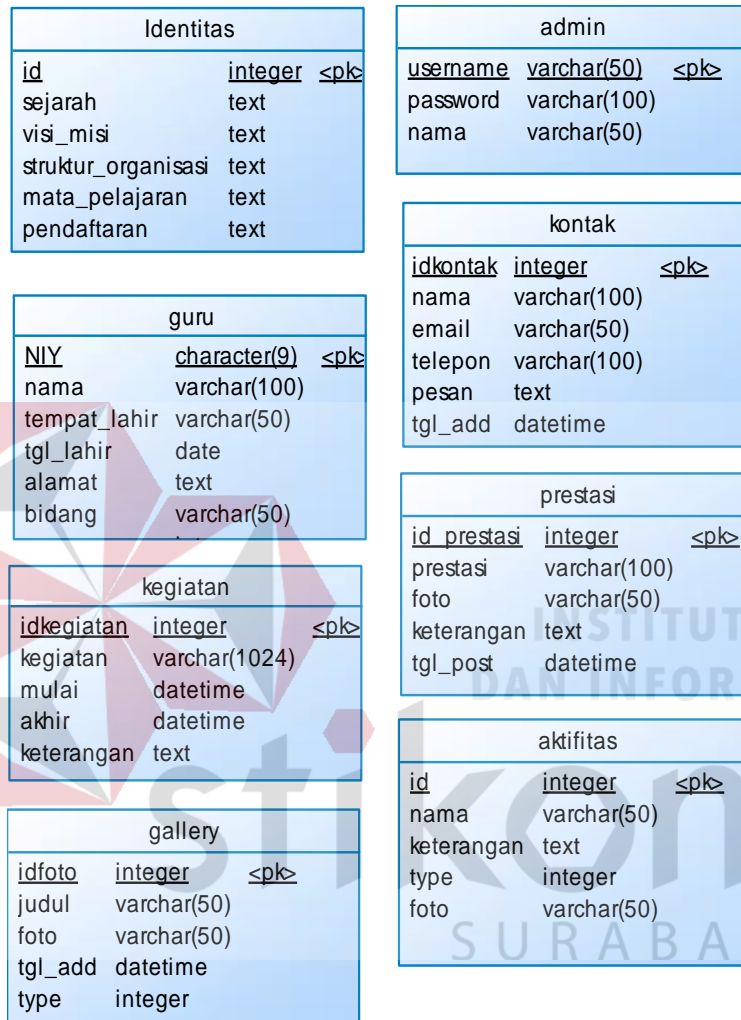 Identitas
id integer <pk>
sejarah text
visi_misi text
struktur_organisasi text
mata_pelajaran text
pendaftaran text
admin
username varchar(50) <pk>
password varchar(100)
nama varchar(50)
kontak
idkontak integer <pk>
nama varchar(100)
email varchar(50)
telepon varchar(100)
pesan text
tgl_add datetime
guru
NIY character(9) <pk
nama varchar(100)
tempat_lahir varchar(50)
tgl_lahir date
alamat text
bidang varchar(50)
prestasi
id_prestasi integer <pk>
prestasi varchar(100)
foto varchar(50)
keterangan text
tgl_post datetime
kegiatan
idkegiatan integer <pk>
kegiatan varchar(1024)
mulai datetime
akhir datetime
keterangan text
aktifitas
id integer <pk>
nama varchar(50)
keterangan text
type integer
foto varchar(50)
gallery
idfoto integer <pk>
judul varchar(50)
foto varchar(50)
tgl_add datetime
type integer
INSTITUT
DAN INFOR
stikom
SURABA